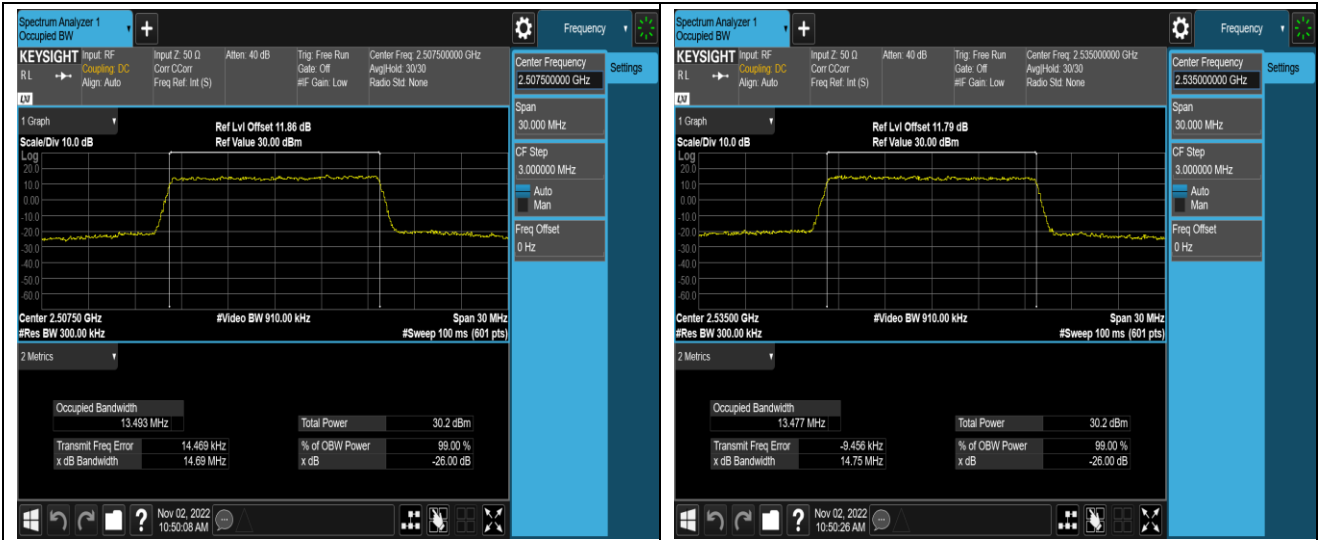 Spectrum Analyzer 1
Occupied BW
Frequency
KEYSIGHT Input: RF Input Z: 50 Ω Atten: 40 dB Trig: Free Run Center Freq: 2.507500000 GHz
Coupling: DC Corr CCorr Gate: Off Avg|Hold: 30/30
R L Align: Auto Freq Ref: Int (S) #IF Gain: Low Radio Std: None
LXI
Center Frequency
2.507500000 GHz
Settings
Span
30.000 MHz
CF Step
3.000000 MHz
Auto
Man
Freq Offset
0 Hz
1 Graph
Ref Lvl Offset 11.86 dB
Scale/Div 10.0 dB Ref Value 30.00 dBm
Log
20.0
10.0
0.00
-10.0
-20.0
-30.0
-40.0
-50.0
-60.0
Center 2.50750 GHz #Video BW 910.00 kHz Span 30 MHz
#Res BW 300.00 kHz #Sweep 100 ms (601 pts)
2 Metrics
Occupied Bandwidth
13.493 MHz Total Power 30.2 dBm
Transmit Freq Error 14.469 kHz % of OBW Power 99.00 %
x dB Bandwidth 14.69 MHz x dB -26.00 dB
Nov 02, 2022
10:50:08 AM
Spectrum Analyzer 1
Occupied BW
Frequency
KEYSIGHT Input: RF Input Z: 50 Ω Atten: 40 dB Trig: Free Run Center Freq: 2.535000000 GHz
Coupling: DC Corr CCorr Gate: Off Avg|Hold: 30/30
R L Align: Auto Freq Ref: Int (S) #IF Gain: Low Radio Std: None
LXI
Center Frequency
2.535000000 GHz
Settings
Span
30.000 MHz
CF Step
3.000000 MHz
Auto
Man
Freq Offset
0 Hz
1 Graph
Ref Lvl Offset 11.79 dB
Scale/Div 10.0 dB Ref Value 30.00 dBm
Log
20.0
10.0
0.00
-10.0
-20.0
-30.0
-40.0
-50.0
-60.0
Center 2.53500 GHz #Video BW 910.00 kHz Span 30 MHz
#Res BW 300.00 kHz #Sweep 100 ms (601 pts)
2 Metrics
Occupied Bandwidth
13.477 MHz Total Power 30.2 dBm
Transmit Freq Error -9.456 kHz % of OBW Power 99.00 %
x dB Bandwidth 14.75 MHz x dB -26.00 dB
Nov 02, 2022
10:50:26 AM